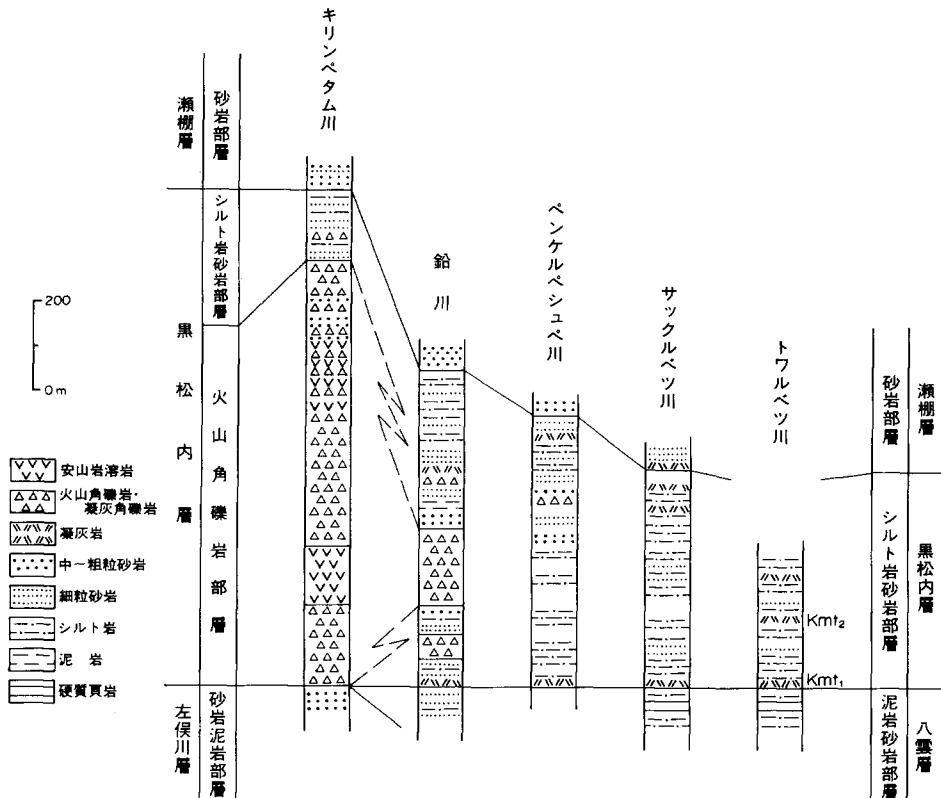 キリンペタム川
鉛川
ペンケルペシュペ川
サックルベツ川
トワルベツ川
瀬棚層
砂岩部層
シルト岩砂岩部層
黒松内層
火山角礫岩部層
左俣川層
砂岩泥岩部層
200
0m
安山岩溶岩
火山角礫岩・
凝灰角礫岩
凝灰岩
中～粗粒砂岩
細粒砂岩
シルト岩
泥岩
硬質頁岩
Kmt₂
Kmt₁
砂岩部層
瀬棚層
シルト岩砂岩部層
黒松内層
泥岩砂岩部層
八雲層